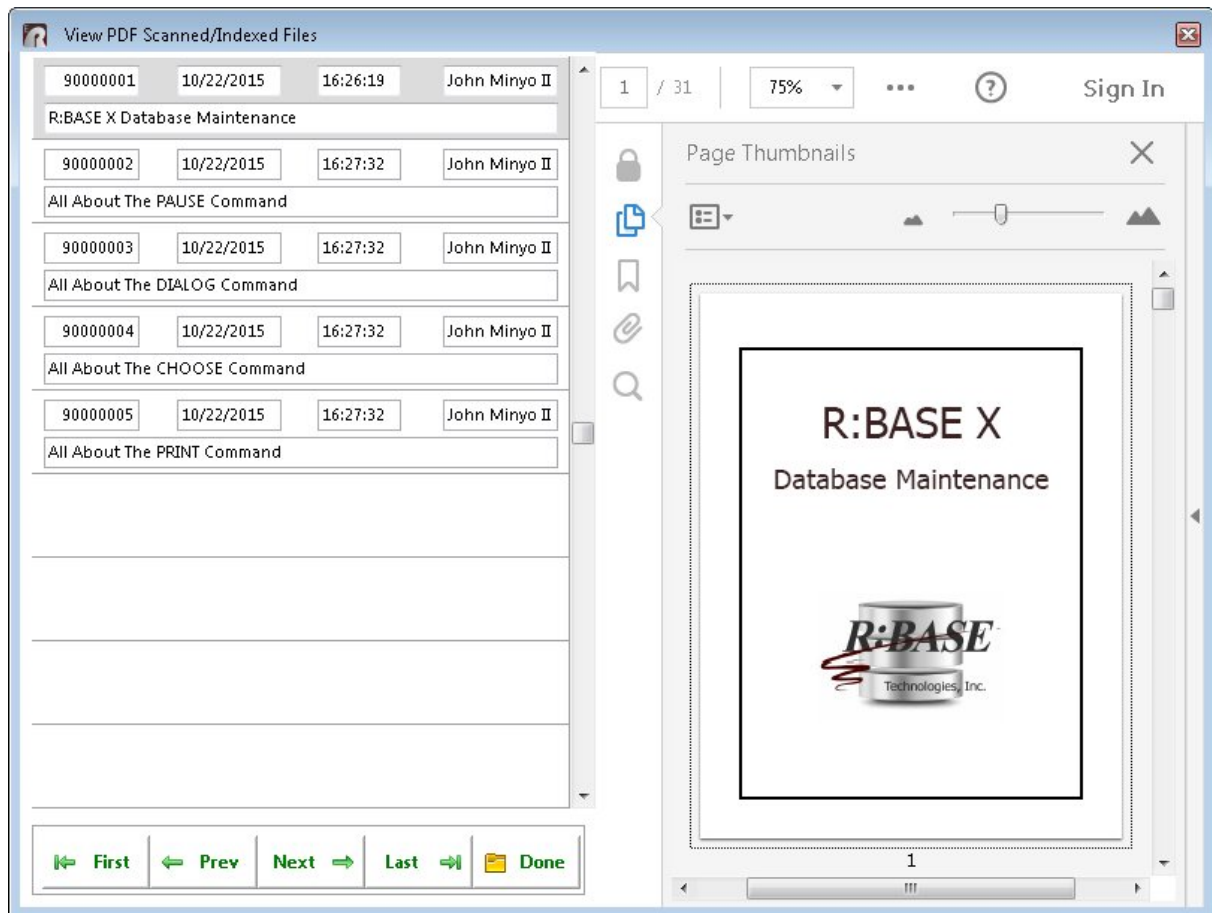 View PDF Scanned/Indexed Files
90000001 10/22/2015 16:26:19 John Minyo II
R:BASE X Database Maintenance
90000002 10/22/2015 16:27:32 John Minyo II
All About The PAUSE Command
90000003 10/22/2015 16:27:32 John Minyo II
All About The DIALOG Command
90000004 10/22/2015 16:27:32 John Minyo II
All About The CHOOSE Command
90000005 10/22/2015 16:27:32 John Minyo II
All About The PRINT Command
First Prev Next Last Done
1 / 31 75% ••• ? Sign In
Page Thumbnails
R:BASE X
Database Maintenance
R:BASE
Technologies, Inc.
1